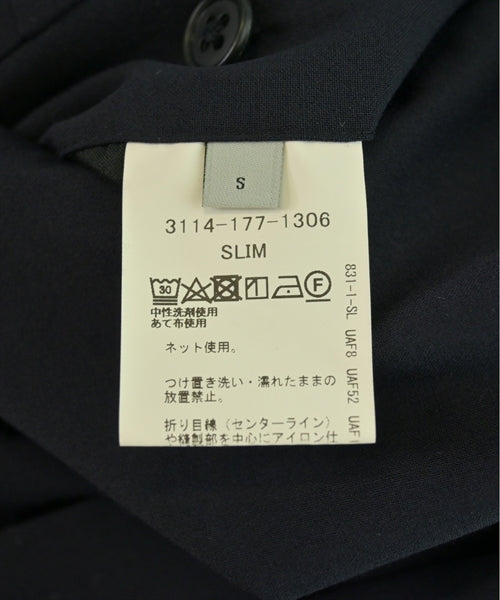 S
3114-177-1306
SLIM
30 F
中性洗剤使用
あて布使用
ネット使用。
つけ置き洗い・濡れたままの
放置禁止。
折り目線（センターライン）
や縫製部を中心にアイロン仕
831-1-SL UAF8 UAF52